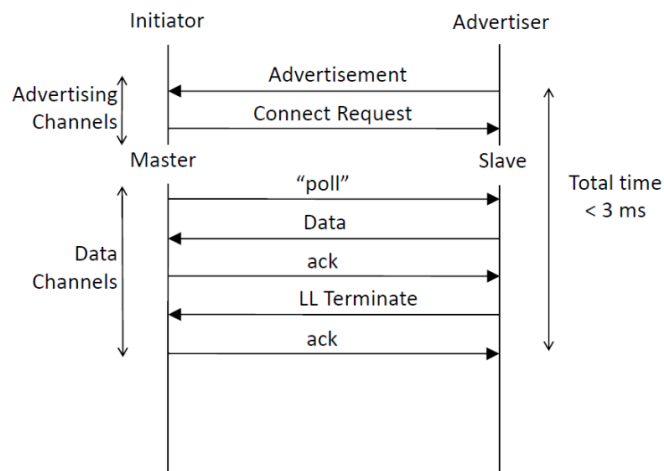 Initiator
Advertiser
Advertisement
Advertising
Channels
Connect Request
Master
Slave
"poll"
Total time
< 3 ms
Data
Data
Channels
ack
LL Terminate
ack